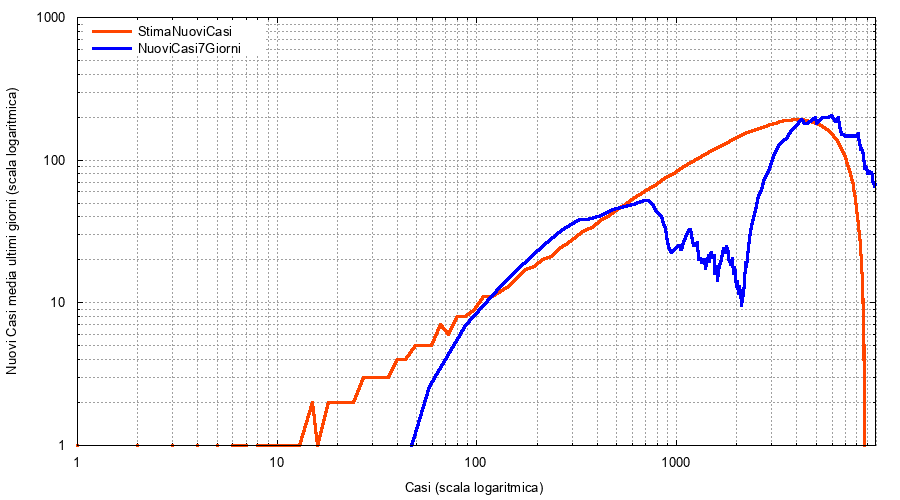 1000
StimaNuoviCasi
NuoviCasi7Giorni
100
Nuovi Casi media ultimi giorni (scala logaritmica)
10
1
1 10 100 1000
Casi (scala logaritmica)